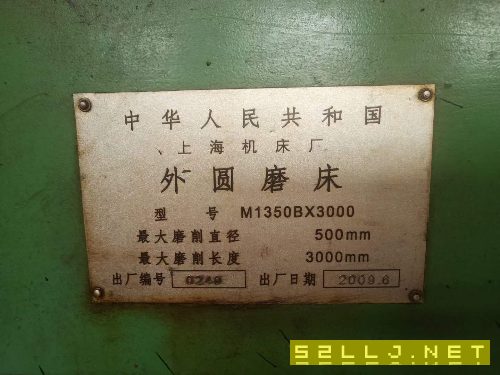 中华人民共和国
上海机床厂
外圆磨床
型 号 M1350BX3000
最大磨削直径 500mm
最大磨削长度 3000mm
出厂编号 0249 出厂日期 2009.6
52LLJ.NET